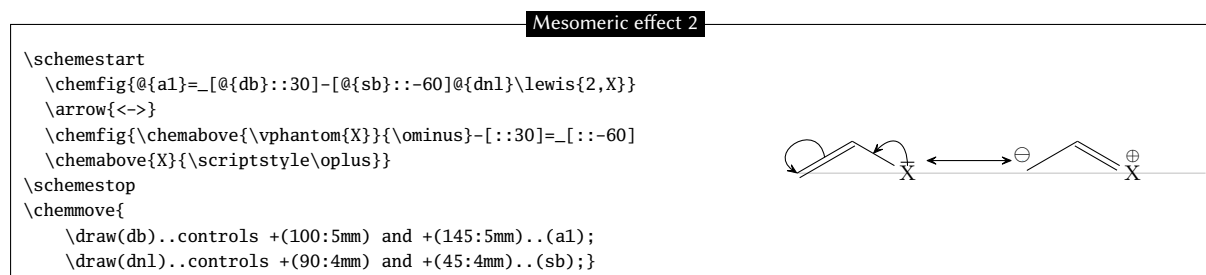 Mesomeric effect 2
\schemestart
\chemfig{@{a1}=_[@{db}::30]-[@{sb}::-60]@{dnl}\lewis{2,X}}
\arrow{<->}
\chemfig{\chemabove{\vphantom{X}}{\ominus}-[::30]=_[::-60]
\chemabove{X}{\scriptstyle\oplus}}
\schemestop
\chemmove{
\draw(db)..controls +(100:5mm) and +(145:5mm)..(a1);
\draw(dnl)..controls +(90:4mm) and +(45:4mm)..(sb);}
X ⊖ ⊕ X